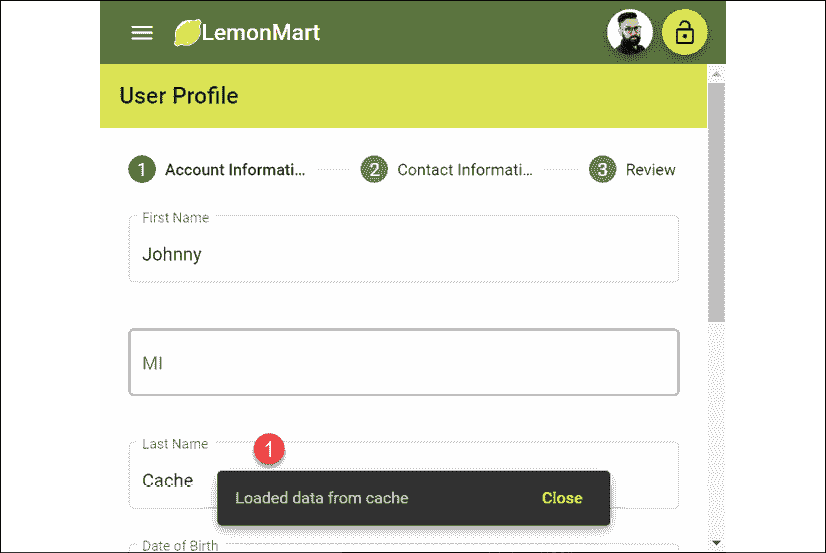 LemonMart
User Profile
1 Account Informati... 2 Contact Informati... 3 Review
First Name
Johnny
MI
Last Name
1
Cache
Loaded data from cache Close
Date of Birth